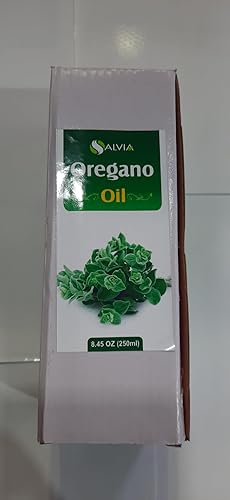 SALVIA
Oregano
Oil
8.45 OZ (250ml)